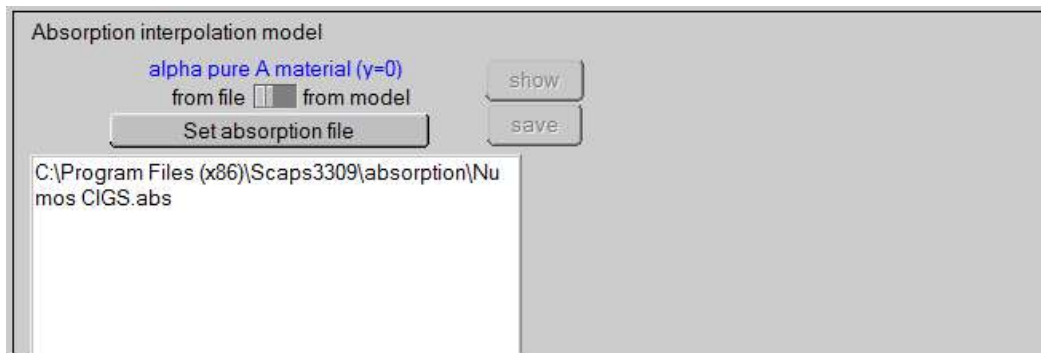 Absorption interpolation model
alpha pure A material (y=0)
show
from file from model
Set absorption file
save
C:\Program Files (x86)\Scaps3309\absorption\Nu
mos CIGS.abs